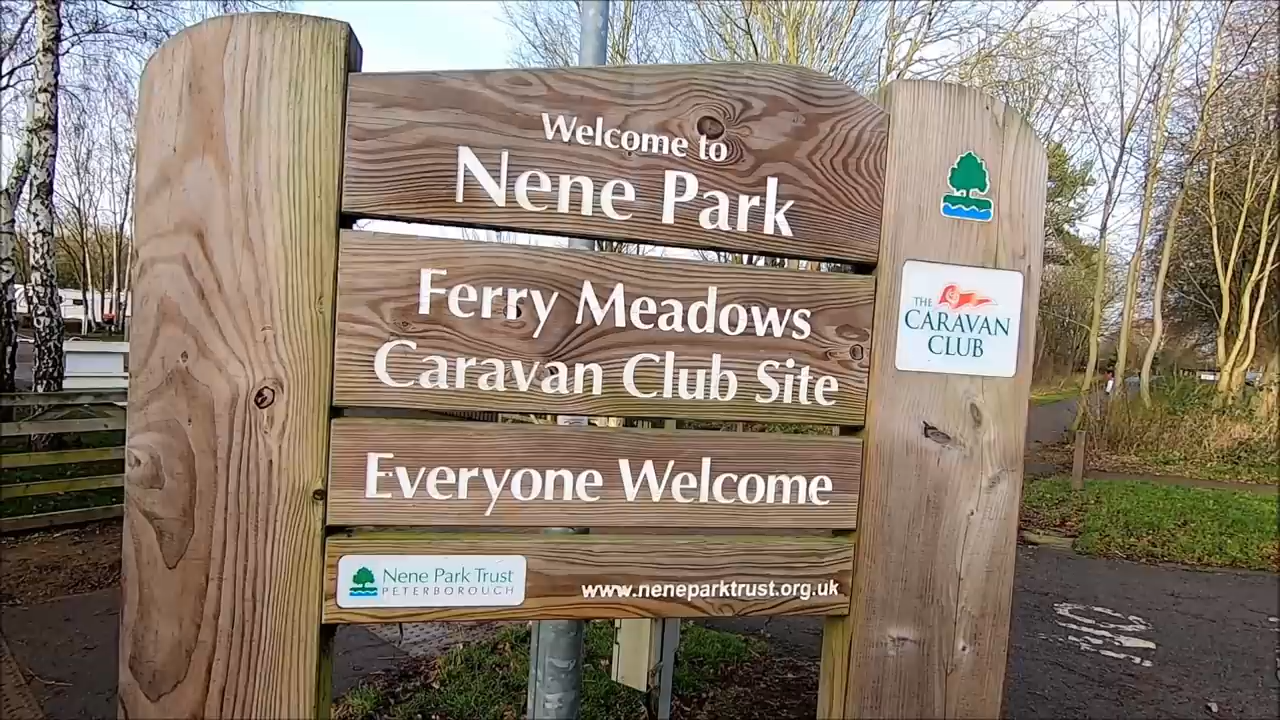 Welcome to
Nene Park
Ferry Meadows
Caravan Club Site
Everyone Welcome
Nene Park Trust
PETERBOROUGH
www.neneparktrust.org.uk
THE
CARAVAN
CLUB